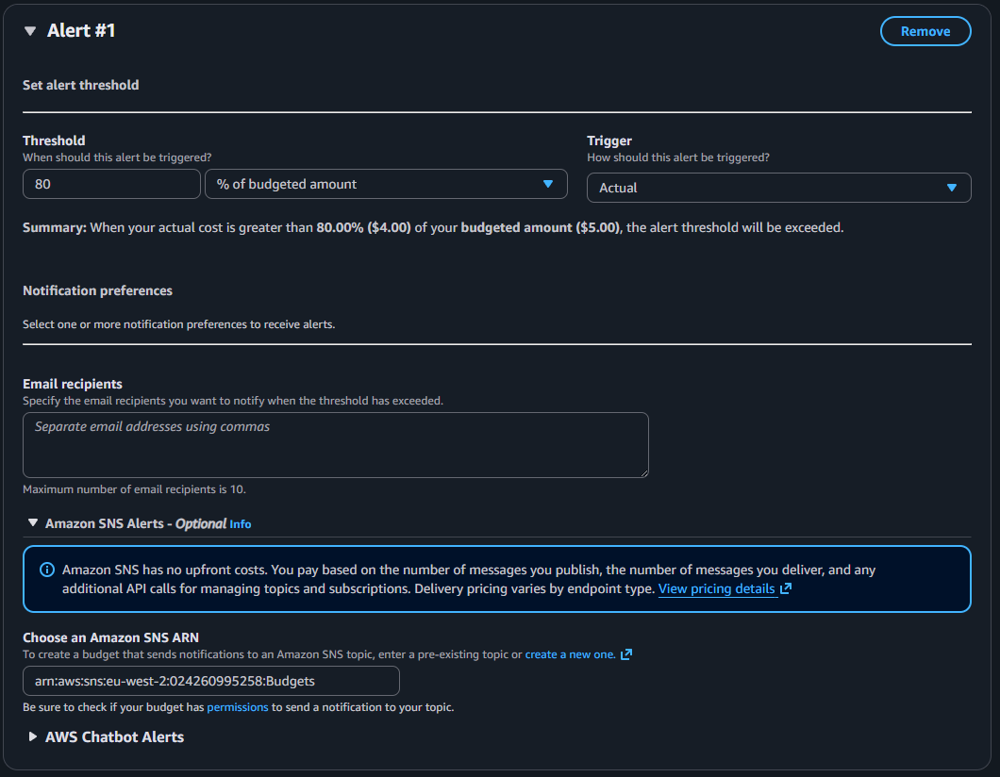 Alert #1
Remove
Set alert threshold
Threshold
When should this alert be triggered?
80
% of budgeted amount
Trigger
How should this alert be triggered?
Actual
Summary: When your actual cost is greater than 80.00% ($4.00) of your budgeted amount ($5.00), the alert threshold will be exceeded.
Notification preferences
Select one or more notification preferences to receive alerts.
Email recipients
Specify the email recipients you want to notify when the threshold has exceeded.
Separate email addresses using commas
Maximum number of email recipients is 10.
Amazon SNS Alerts - Optional Info
Amazon SNS has no upfront costs. You pay based on the number of messages you publish, the number of messages you deliver, and any
additional API calls for managing topics and subscriptions. Delivery pricing varies by endpoint type. View pricing details
Choose an Amazon SNS ARN
To create a budget that sends notifications to an Amazon SNS topic, enter a pre-existing topic or create a new one.
arn:aws:sns:eu-west-2:024260995258:Budgets
Be sure to check if your budget has permissions to send a notification to your topic.
AWS Chatbot Alerts